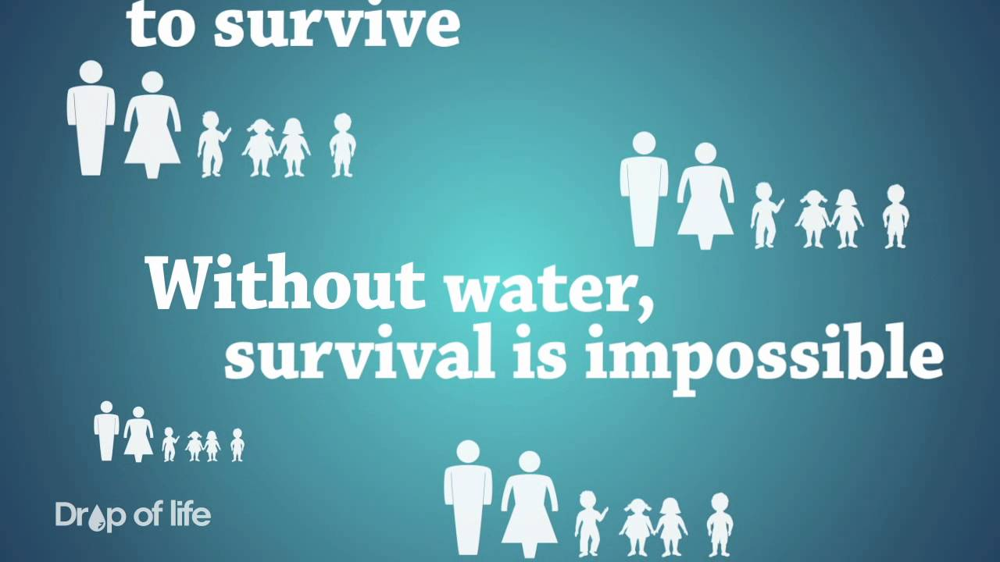 to survive
Without water,
survival is impossible
Drop of life